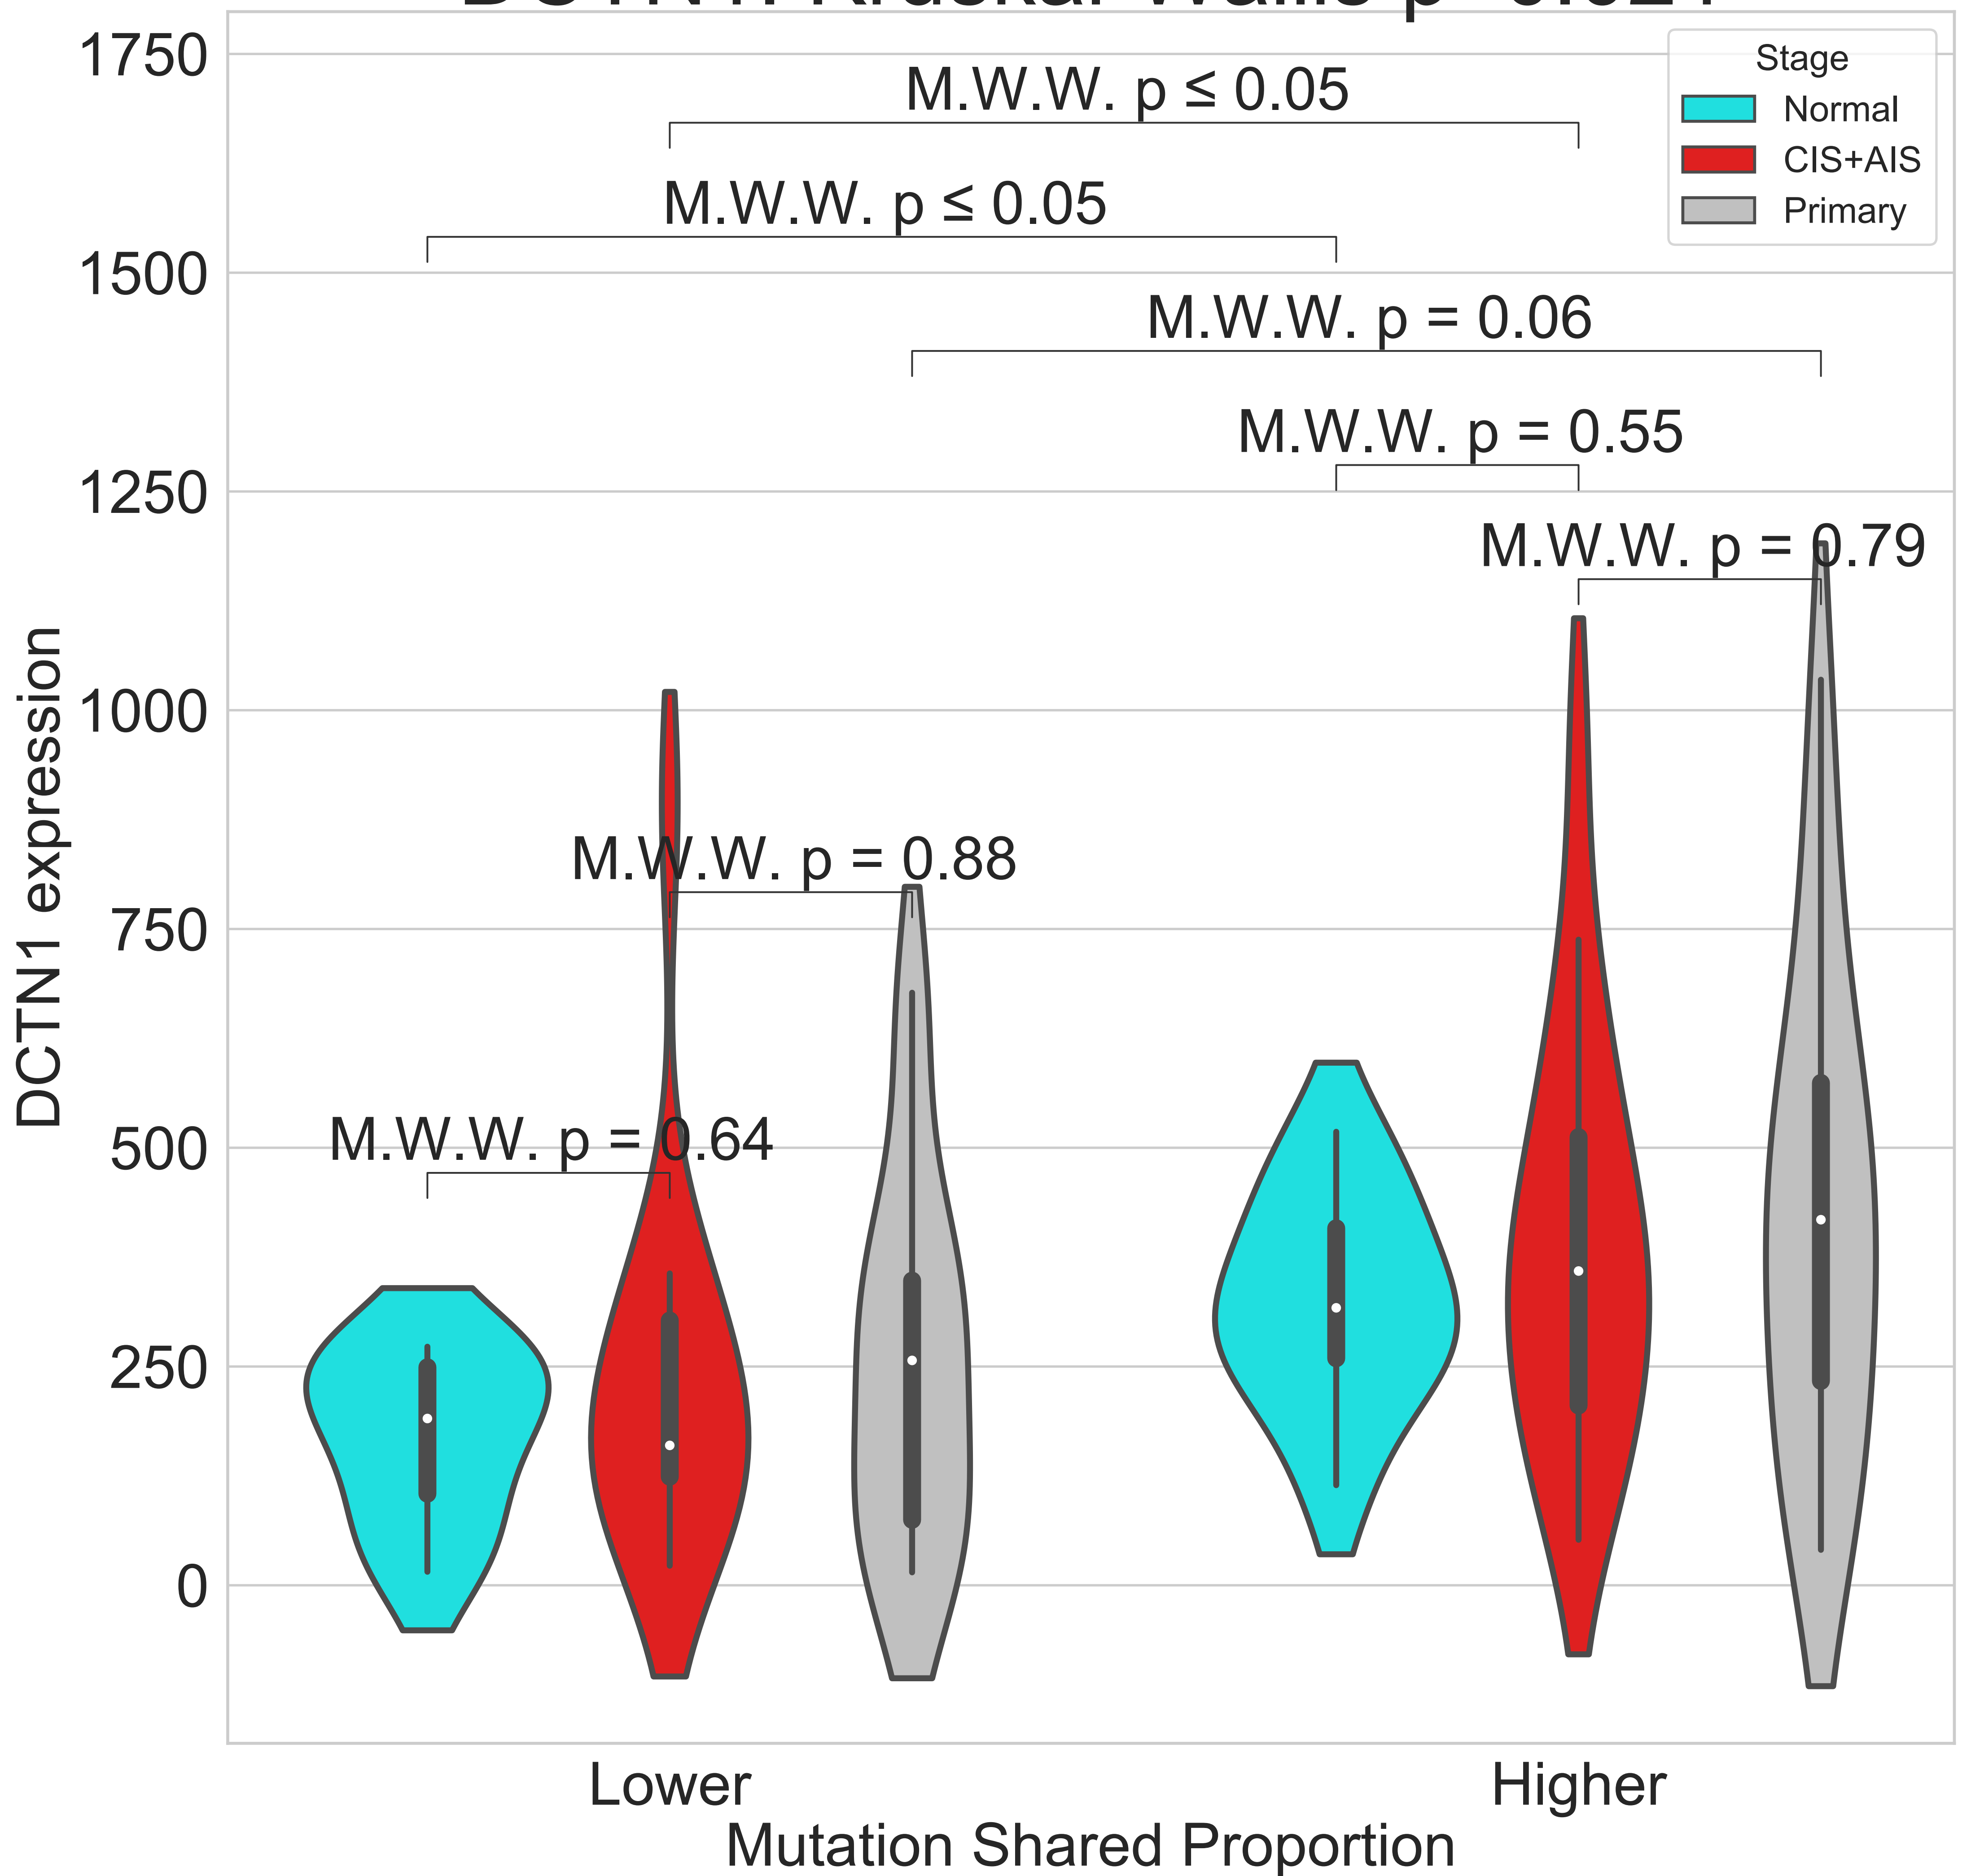 1750
1500
1250
1000
750
500
250
0
DCTN1 expression
Stage
Normal
CIS+AIS
Primary
M.W.W. p ≤ 0.05
M.W.W. p ≤ 0.05
M.W.W. p = 0.06
M.W.W. p = 0.55
M.W.W. p = 0.79
M.W.W. p = 0.88
M.W.W. p = 0.64
Lower
Higher
Mutation Shared Proportion